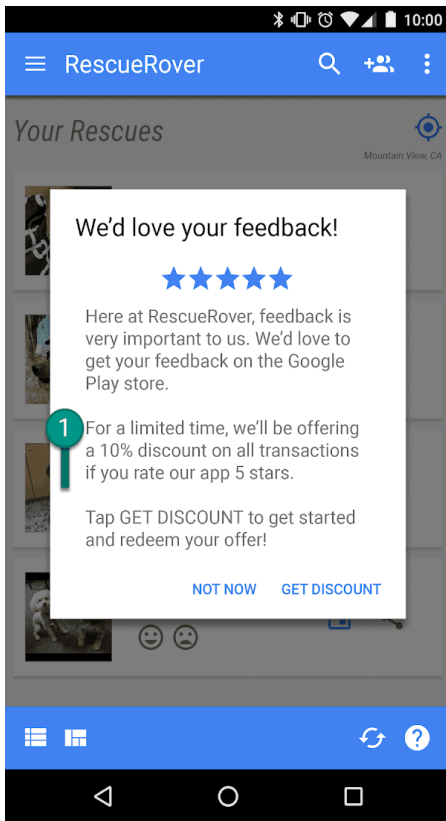 10:00
RescueRover
Your Rescues
Mountain View, CA
We'd love your feedback!
Here at RescueRover, feedback is
very important to us. We'd love to
get your feedback on the Google
Play store.
1
For a limited time, we'll be offering
a 10% discount on all transactions
if you rate our app 5 stars.
Tap GET DISCOUNT to get started
and redeem your offer!
NOT NOW GET DISCOUNT